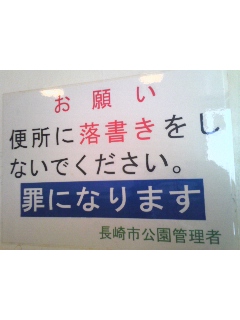 お願い
便所に落書きをし
ないでください。
罪になります
長崎市公園管理者